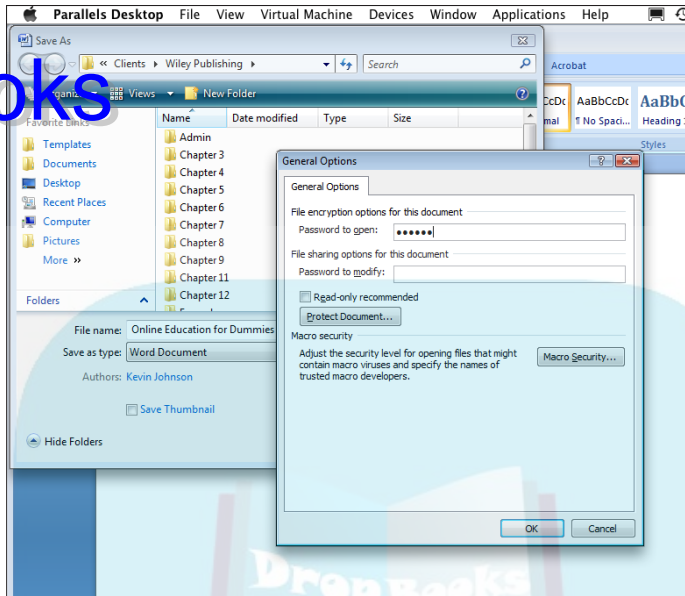 Parallels Desktop File View Virtual Machine Devices Window Applications Help
Save As
« Clients ▸ Wiley Publishing ▸ Search
Acrobat
oks
Views New Folder
Favorite Links
Name Date modified Type Size
AaBbCcDc AaBbC
¶ No Spaci... Heading
Styles
Templates
Documents
Desktop
Recent Places
Computer
Pictures
More »
Folders
Admin
Chapter 3
Chapter 4
Chapter 5
Chapter 6
Chapter 7
Chapter 8
Chapter 9
Chapter 11
Chapter 12
File name: Online Education for Dummies
Save as type: Word Document
Authors: Kevin Johnson
Save Thumbnail
Hide Folders
General Options
General Options
File encryption options for this document
Password to open: ••••••
File sharing options for this document
Password to modify:
Read-only recommended
Protect Document...
Macro security
Adjust the security level for opening files that might
contain macro viruses and specify the names of
trusted macro developers.
Macro Security...
OK Cancel
DropBooks